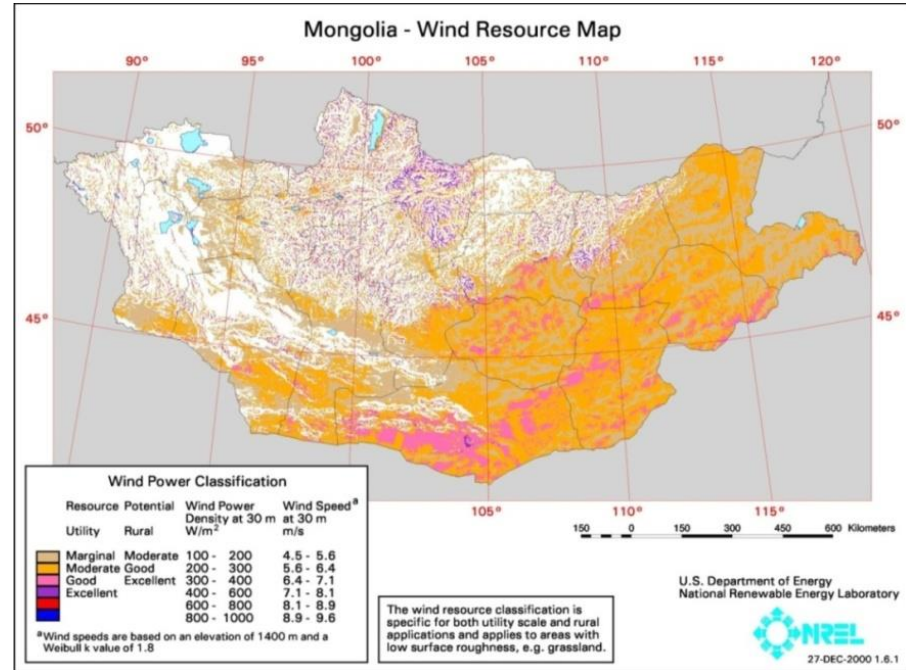 Mongolia - Wind Resource Map
90° 95° 100° 105° 110° 115° 120°
50° 50°
45° 45°
105° 110° 115°
Wind Power Classification
Resource Potential Wind Power Wind Speed a
Density at 30 m at 30 m
Utility Rural W/m2 m/s
Marginal Moderate 100 - 200 4.5 - 5.6
Moderate Good 200 - 300 5.6 - 6.4
Good Excellent 300 - 400 6.4 - 7.1
Excellent 400 - 600 7.1 - 8.1
600 - 800 8.1 - 8.9
800 - 1000 8.9 - 9.6
a Wind speeds are based on an elevation of 1400 m and a
Weibull k value of 1.8
The wind resource classification is
specific for both utility scale and rural
applications and applies to areas with
low surface roughness, e.g. grassland.
150 0 150 300 450 600 Kilometers
U.S. Department of Energy
National Renewable Energy Laboratory
NREL
27-DEC-2000 1.6.1